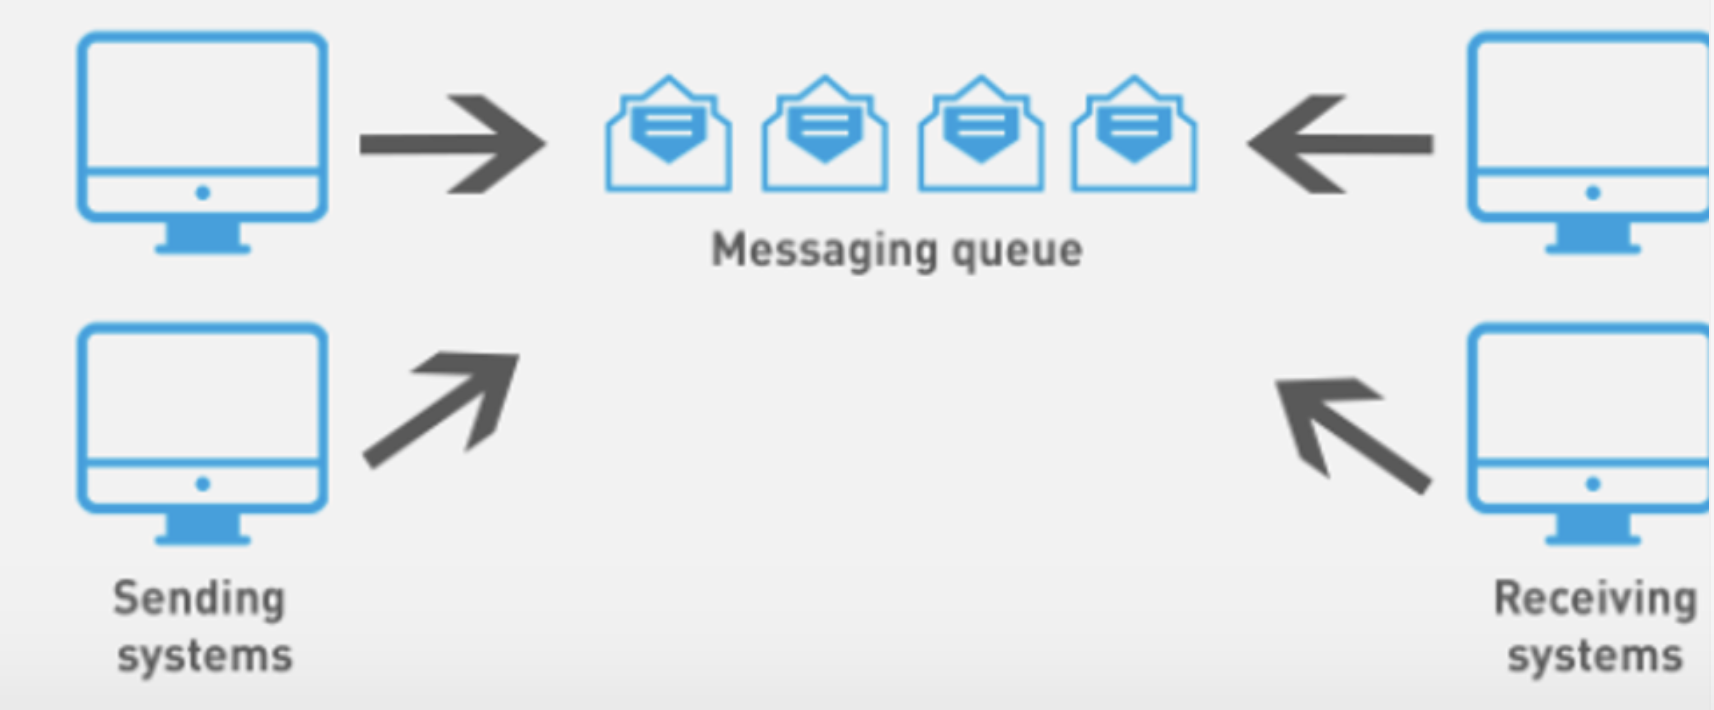 Messaging queue
Sending
systems
Receiving
systems